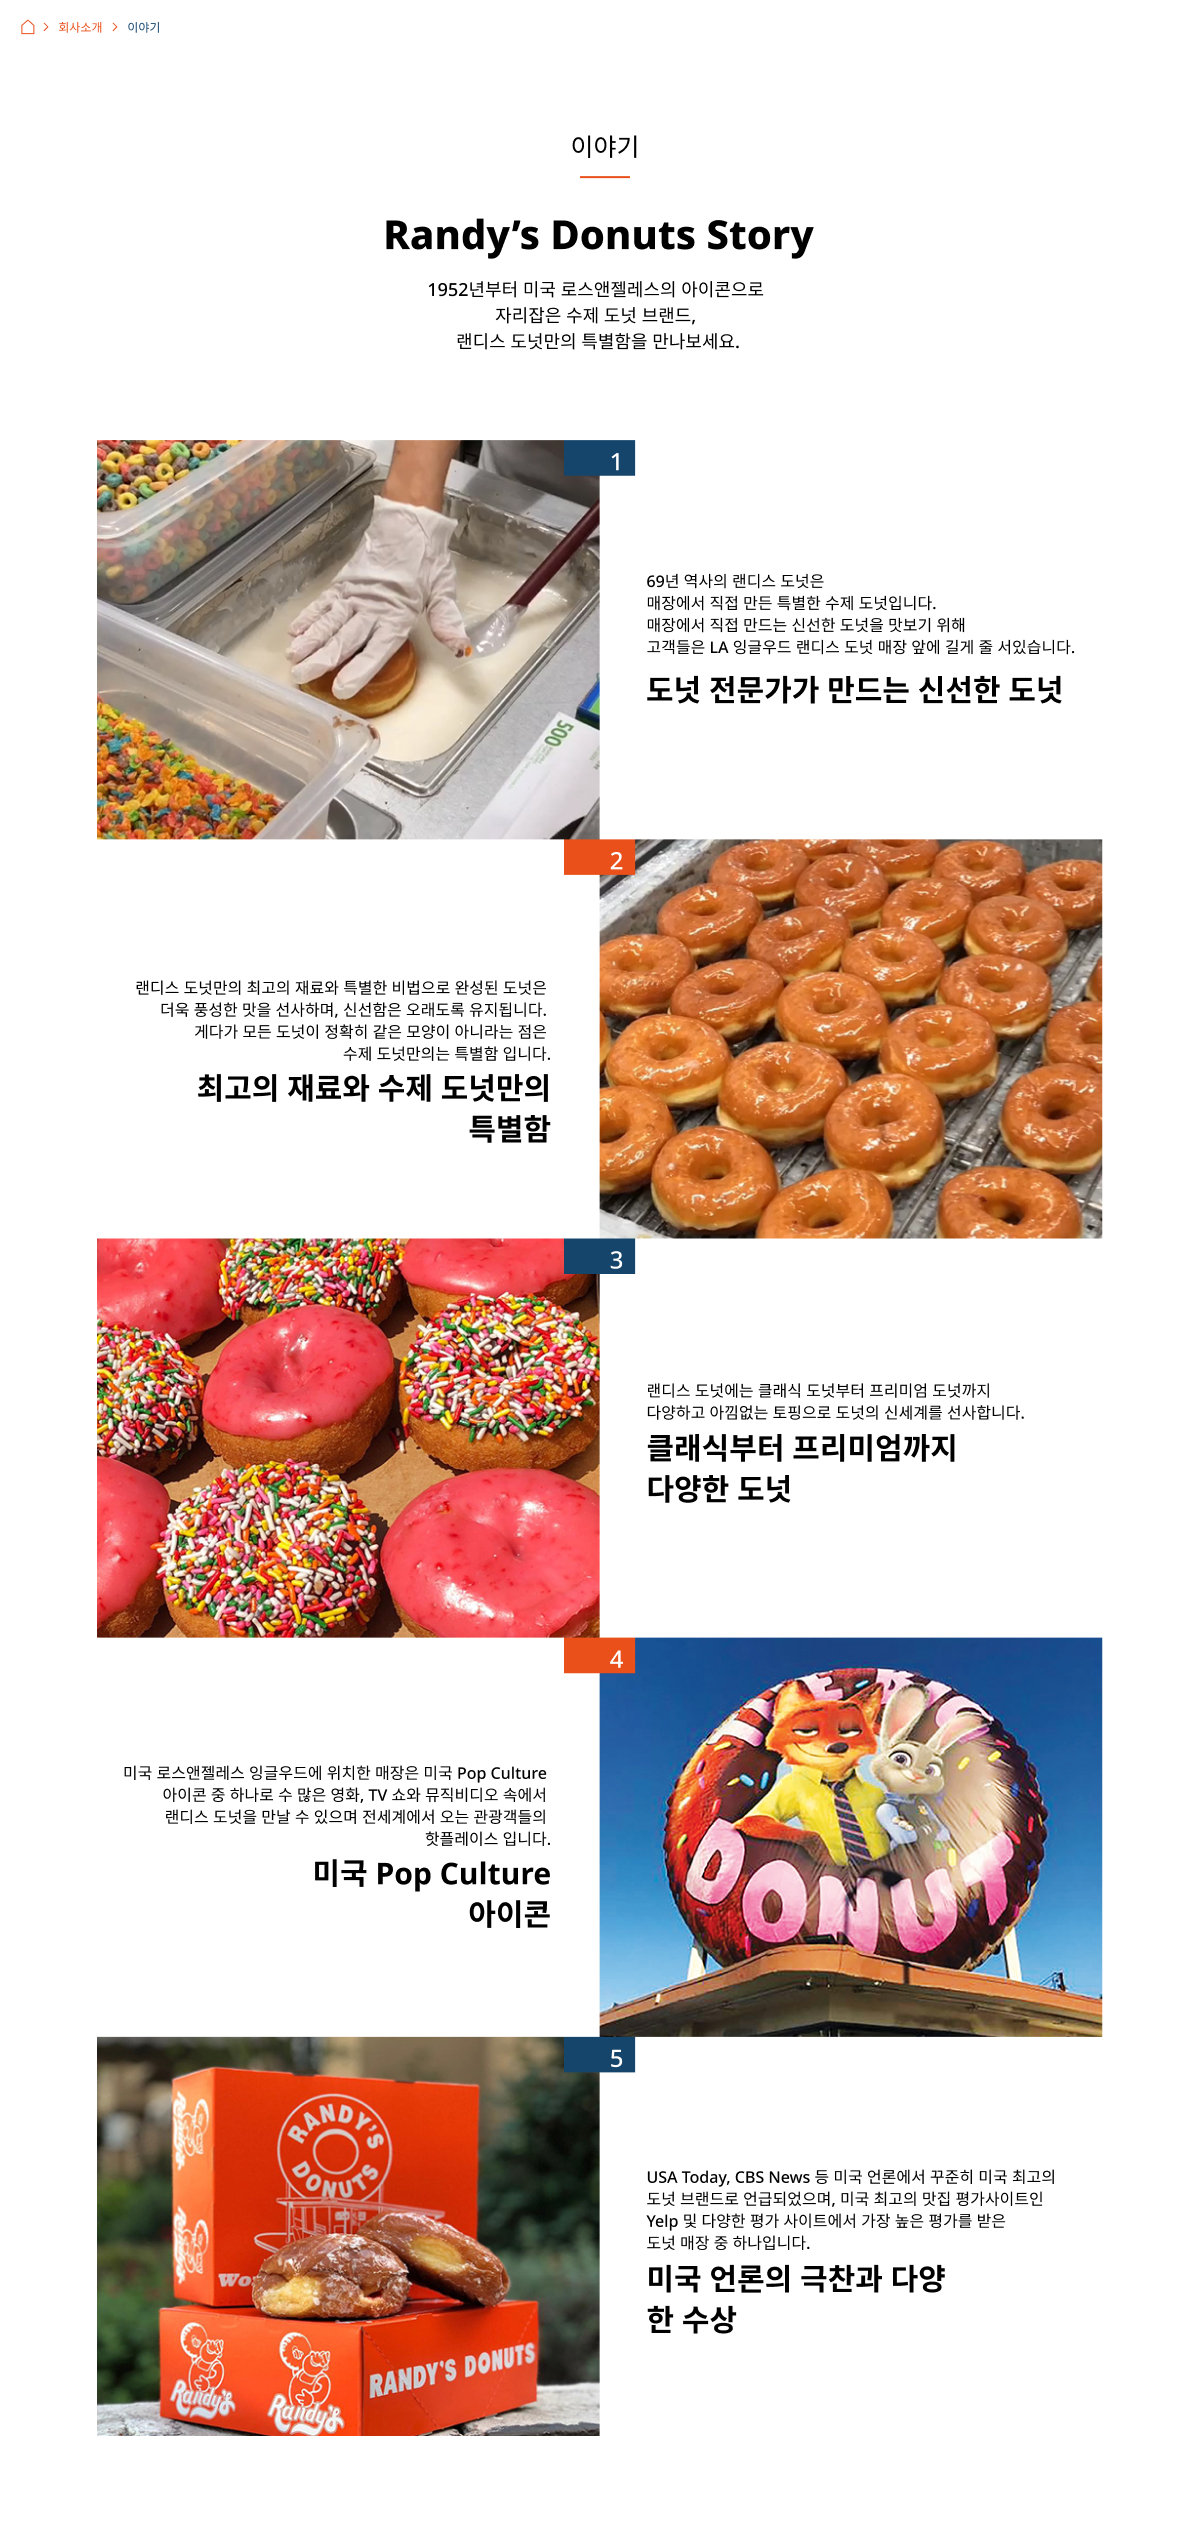 회사소개 이야기
이야기
Randy’s Donuts Story
1952년부터 미국 로스앤젤레스의 아이콘으로
자리잡은 수제 도넛 브랜드,
랜디스 도넛만의 특별함을 만나보세요.
1
500
69년 역사의 랜디스 도넛은
매장에서 직접 만든 특별한 수제 도넛입니다.
매장에서 직접 만드는 신선한 도넛을 맛보기 위해
고객들은 LA 잉글우드 랜디스 도넛 매장 앞에 길게 줄 서있습니다.
도넛 전문가가 만드는 신선한 도넛
2
랜디스 도넛만의 최고의 재료와 특별한 비법으로 완성된 도넛은
더욱 풍성한 맛을 선사하며, 신선함은 오래도록 유지됩니다.
게다가 모든 도넛이 정확히 같은 모양이 아니라는 점은
수제 도넛만의는 특별함 입니다.
최고의 재료와 수제 도넛만의
특별함
3
랜디스 도넛에는 클래식 도넛부터 프리미엄 도넛까지
다양하고 아낌없는 토핑으로 도넛의 신세계를 선사합니다.
클래식부터 프리미엄까지
다양한 도넛
4
미국 로스앤젤레스 잉글우드에 위치한 매장은 미국 Pop Culture
아이콘 중 하나로 수 많은 영화, TV 쇼와 뮤직비디오 속에서
랜디스 도넛을 만날 수 있으며 전세계에서 오는 관광객들의
핫플레이스 입니다.
미국 Pop Culture
아이콘
DONUT
5
RANDY'S
DONUTS
RANDY'S DONUTS
Randy's
Randy's
USA Today, CBS News 등 미국 언론에서 꾸준히 미국 최고의
도넛 브랜드로 언급되었으며, 미국 최고의 맛집 평가사이트인
Yelp 및 다양한 평가 사이트에서 가장 높은 평가를 받은
도넛 매장 중 하나입니다.
미국 언론의 극찬과 다양
한 수상